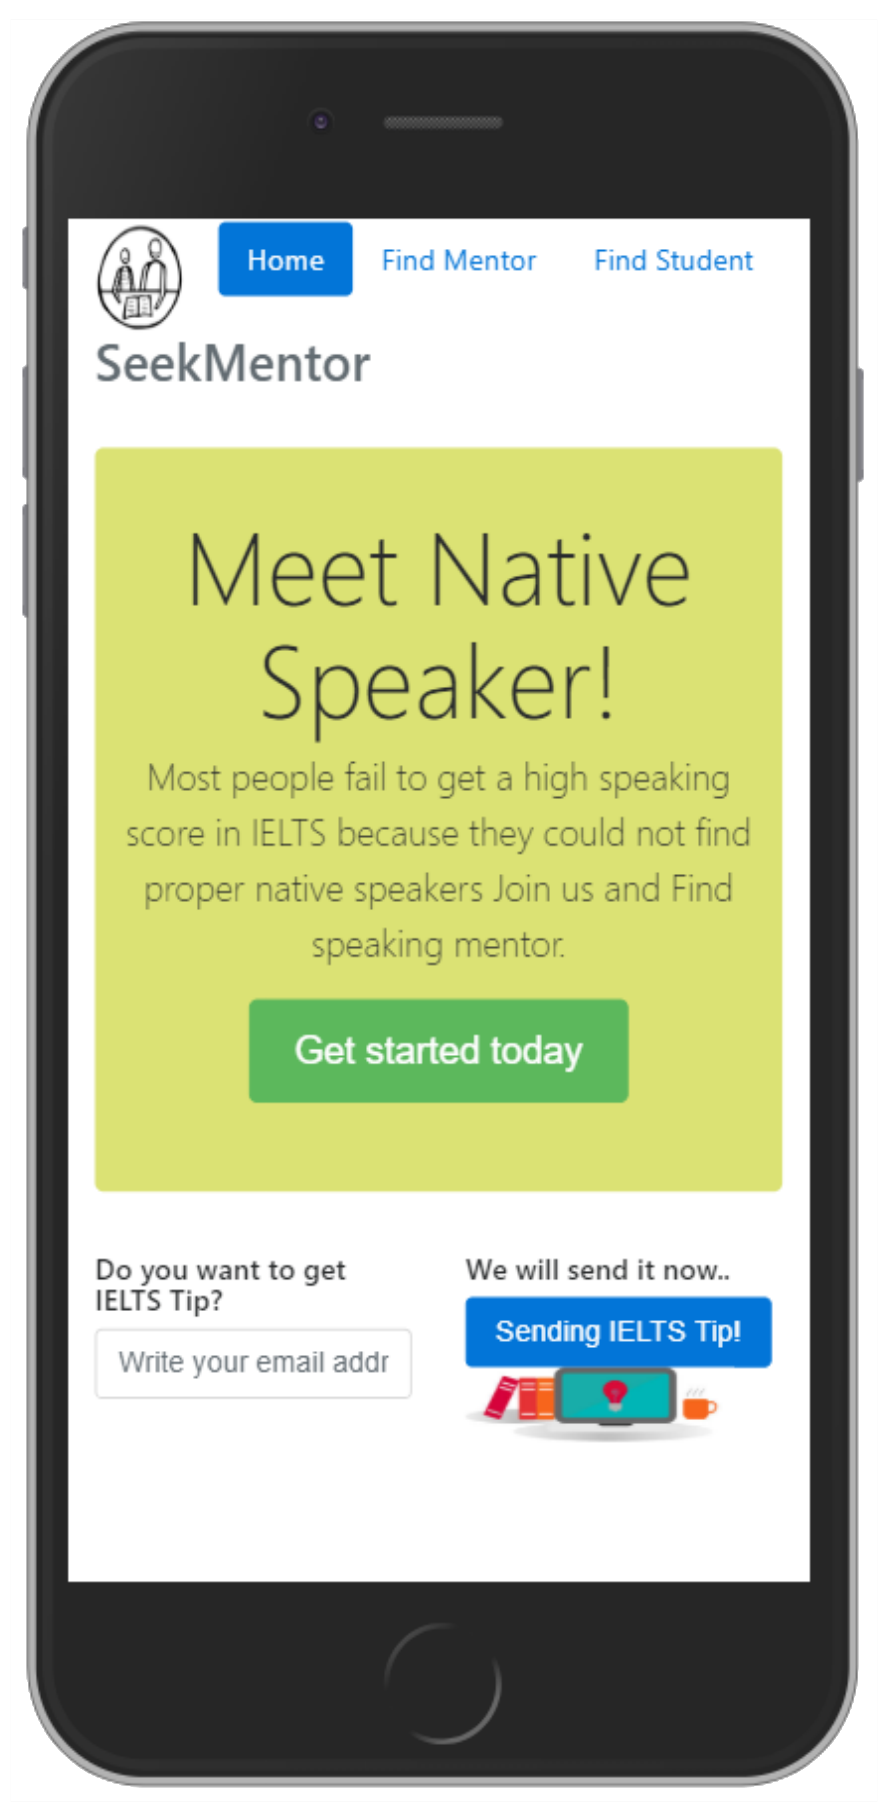 Home Find Mentor Find Student
SeekMentor
Meet Native
Speaker!
Most people fail to get a high speaking
score in IELTS because they could not find
proper native speakers Join us and Find
speaking mentor.
Get started today
Do you want to get
IELTS Tip?
Write your email addr
We will send it now..
Sending IELTS Tip!